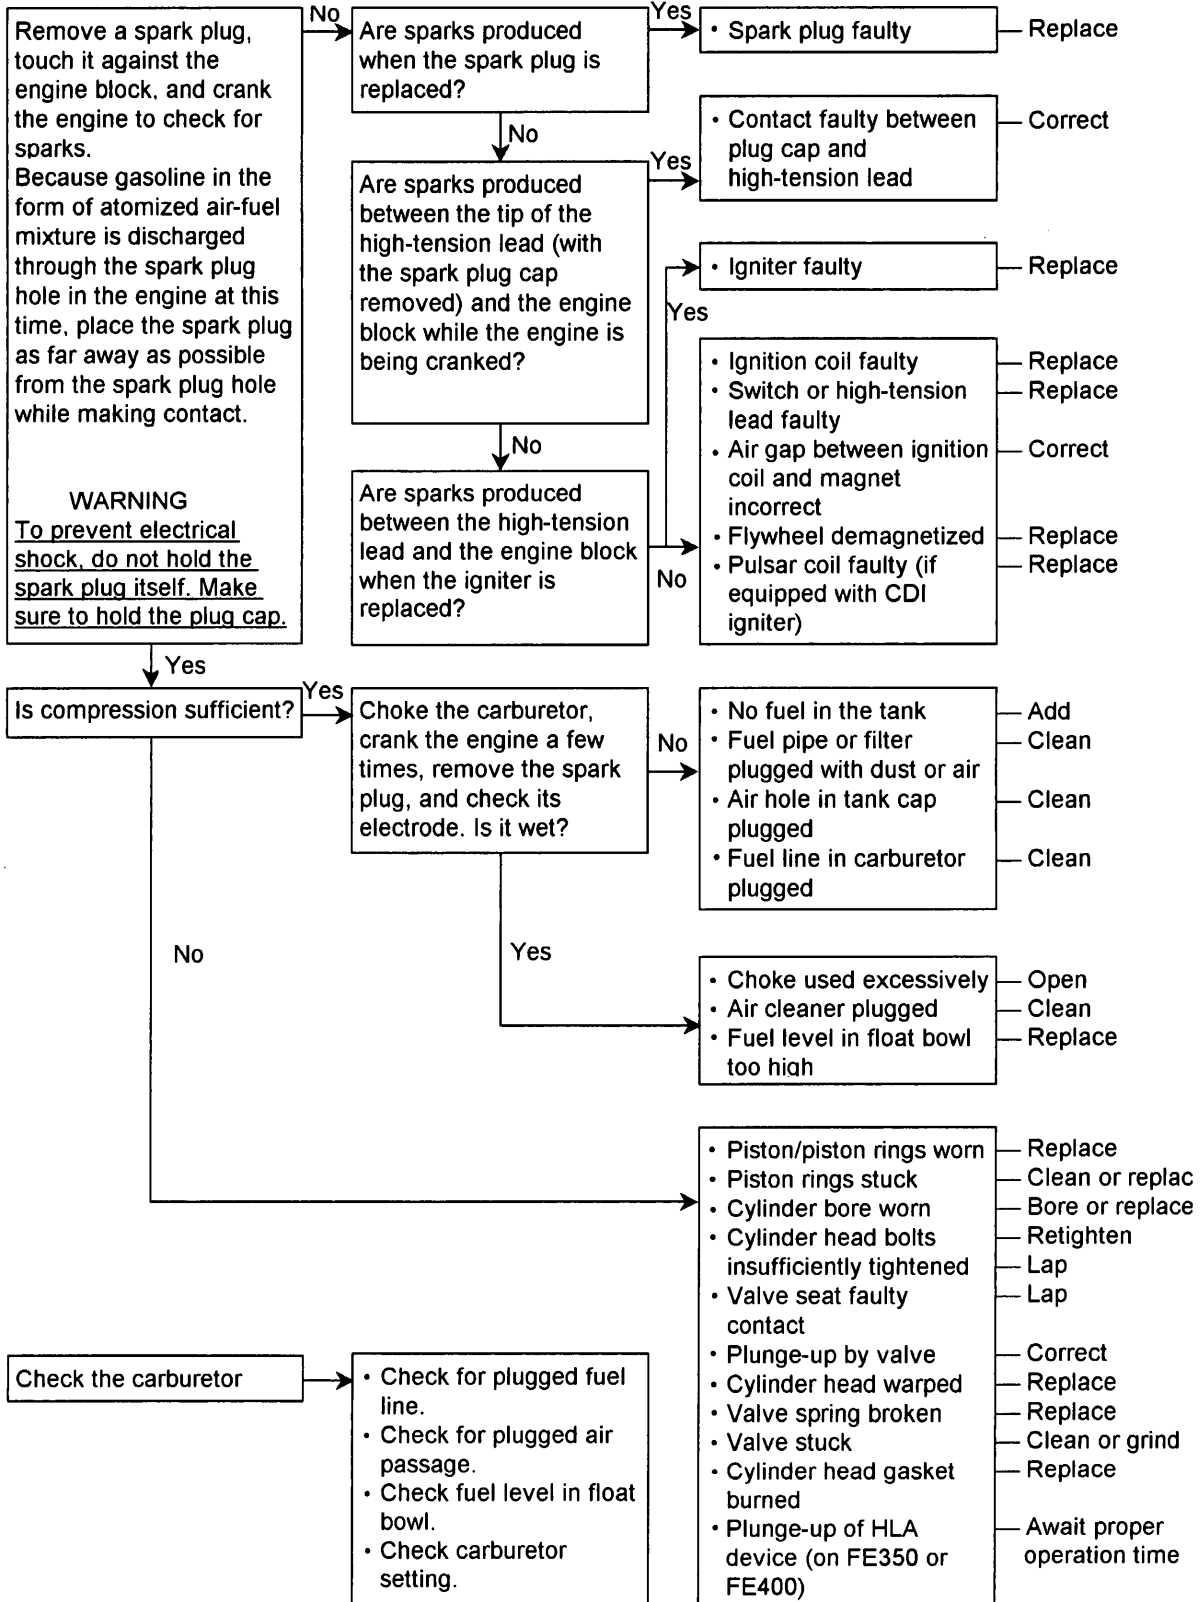 No
Remove a spark plug,
touch it against the
engine block, and crank
the engine to check for
sparks.
Because gasoline in the
form of atomized air-fuel
mixture is discharged
through the spark plug
hole in the engine at this
time, place the spark plug
as far away as possible
from the spark plug hole
while making contact.
WARNING
To prevent electrical
shock, do not hold the
spark plug itself. Make
sure to hold the plug cap.
Are sparks produced
when the spark plug is
replaced?
Yes
• Spark plug faulty
Replace
No
Are sparks produced
between the tip of the
high-tension lead (with
the spark plug cap
removed) and the engine
block while the engine is
being cranked?
Yes
• Contact faulty between
plug cap and
high-tension lead
Correct
No
Are sparks produced
between the high-tension
lead and the engine block
when the igniter is
replaced?
Yes
• Igniter faulty
Replace
No
• Ignition coil faulty
Replace
• Switch or high-tension
Replace
lead faulty
• Air gap between ignition
Correct
coil and magnet
incorrect
• Flywheel demagnetized
Replace
• Pulsar coil faulty (if
Replace
equipped with CDI
igniter)
Yes
Is compression sufficient?
Yes
Choke the carburetor,
crank the engine a few
times, remove the spark
plug, and check its
electrode. Is it wet?
No
• No fuel in the tank
Add
• Fuel pipe or filter
Clean
plugged with dust or air
• Air hole in tank cap
Clean
plugged
• Fuel line in carburetor
Clean
plugged
Yes
• Choke used excessively
Open
• Air cleaner plugged
Clean
• Fuel level in float bowl
Replace
too high
No
• Piston/piston rings worn
Replace
• Piston rings stuck
Clean or replac
• Cylinder bore worn
Bore or replace
• Cylinder head bolts
Retighten
insufficiently tightened
Lap
• Valve seat faulty
Lap
contact
• Plunge-up by valve
Correct
• Cylinder head warped
Replace
• Valve spring broken
Replace
• Valve stuck
Clean or grind
• Cylinder head gasket
Replace
burned
• Plunge-up of HLA
Await proper
device (on FE350 or
operation time
FE400)
Check the carburetor
• Check for plugged fuel
line.
• Check for plugged air
passage.
• Check fuel level in float
bowl.
• Check carburetor
setting.